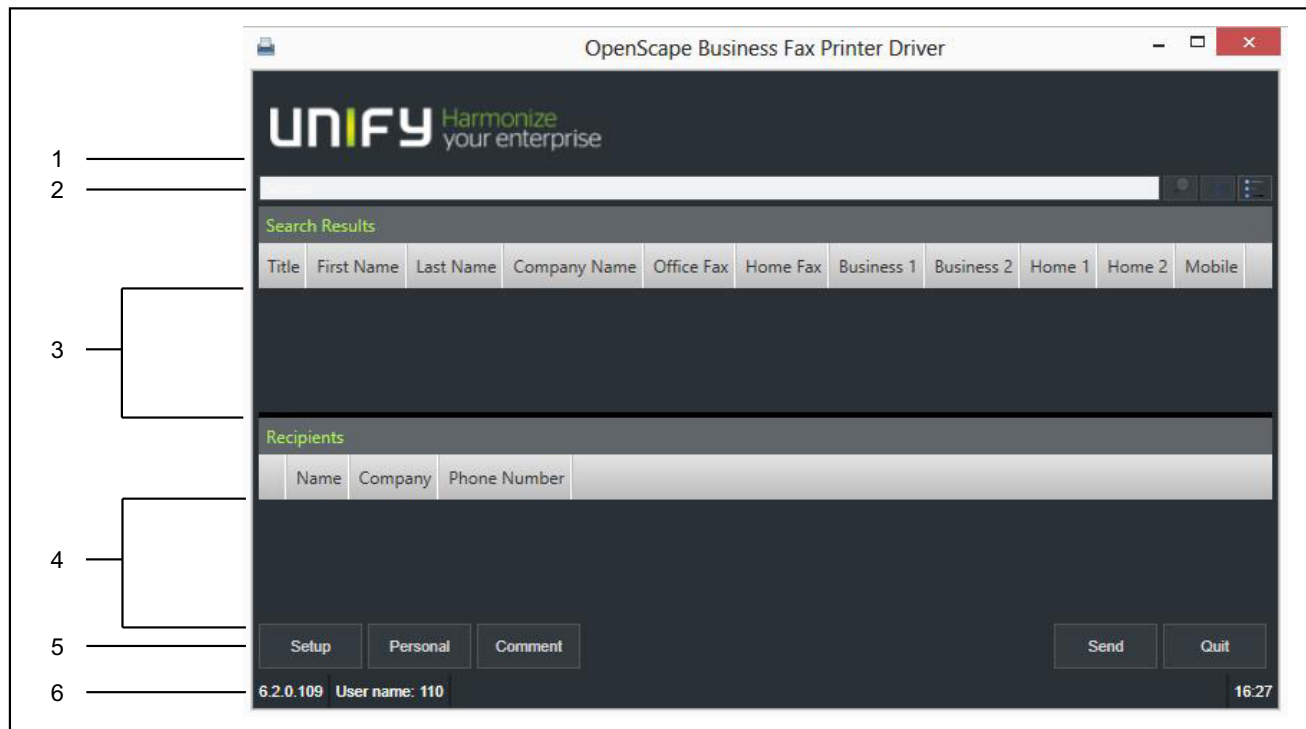 OpenScape Business Fax Printer Driver
UNIFY Harmonize
your enterprise
1
2
Search Results
Title First Name Last Name Company Name Office Fax Home Fax Business 1 Business 2 Home 1 Home 2 Mobile
3
Recipients
Name Company Phone Number
4
5 Setup Personal Comment Send Quit
6 6.2.0.109 User name: 110 16:27